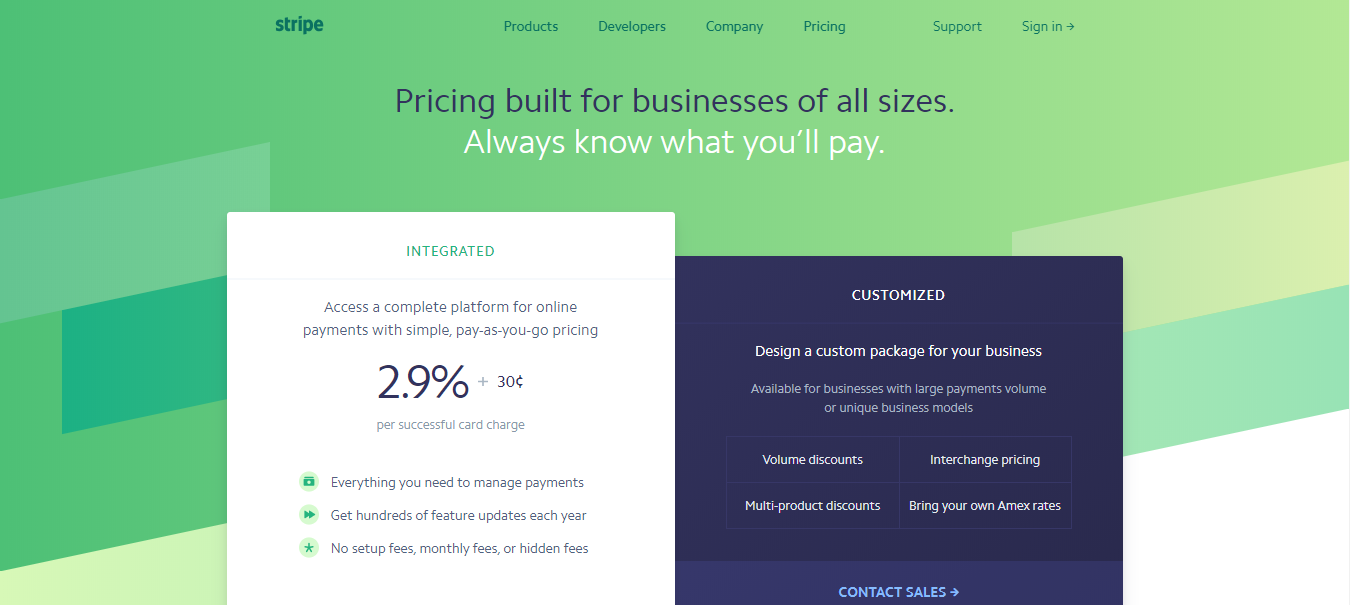 stripe
Products Developers Company Pricing Support Sign in →
Pricing built for businesses of all sizes.
Always know what you’ll pay.
INTEGRATED
Access a complete platform for online
payments with simple, pay-as-you-go pricing
2.9% + 30¢
per successful card charge
Everything you need to manage payments
Get hundreds of feature updates each year
No setup fees, monthly fees, or hidden fees
CUSTOMIZED
Design a custom package for your business
Available for businesses with large payments volume
or unique business models
Volume discounts Interchange pricing
Multi-product discounts Bring your own Amex rates
CONTACT SALES →